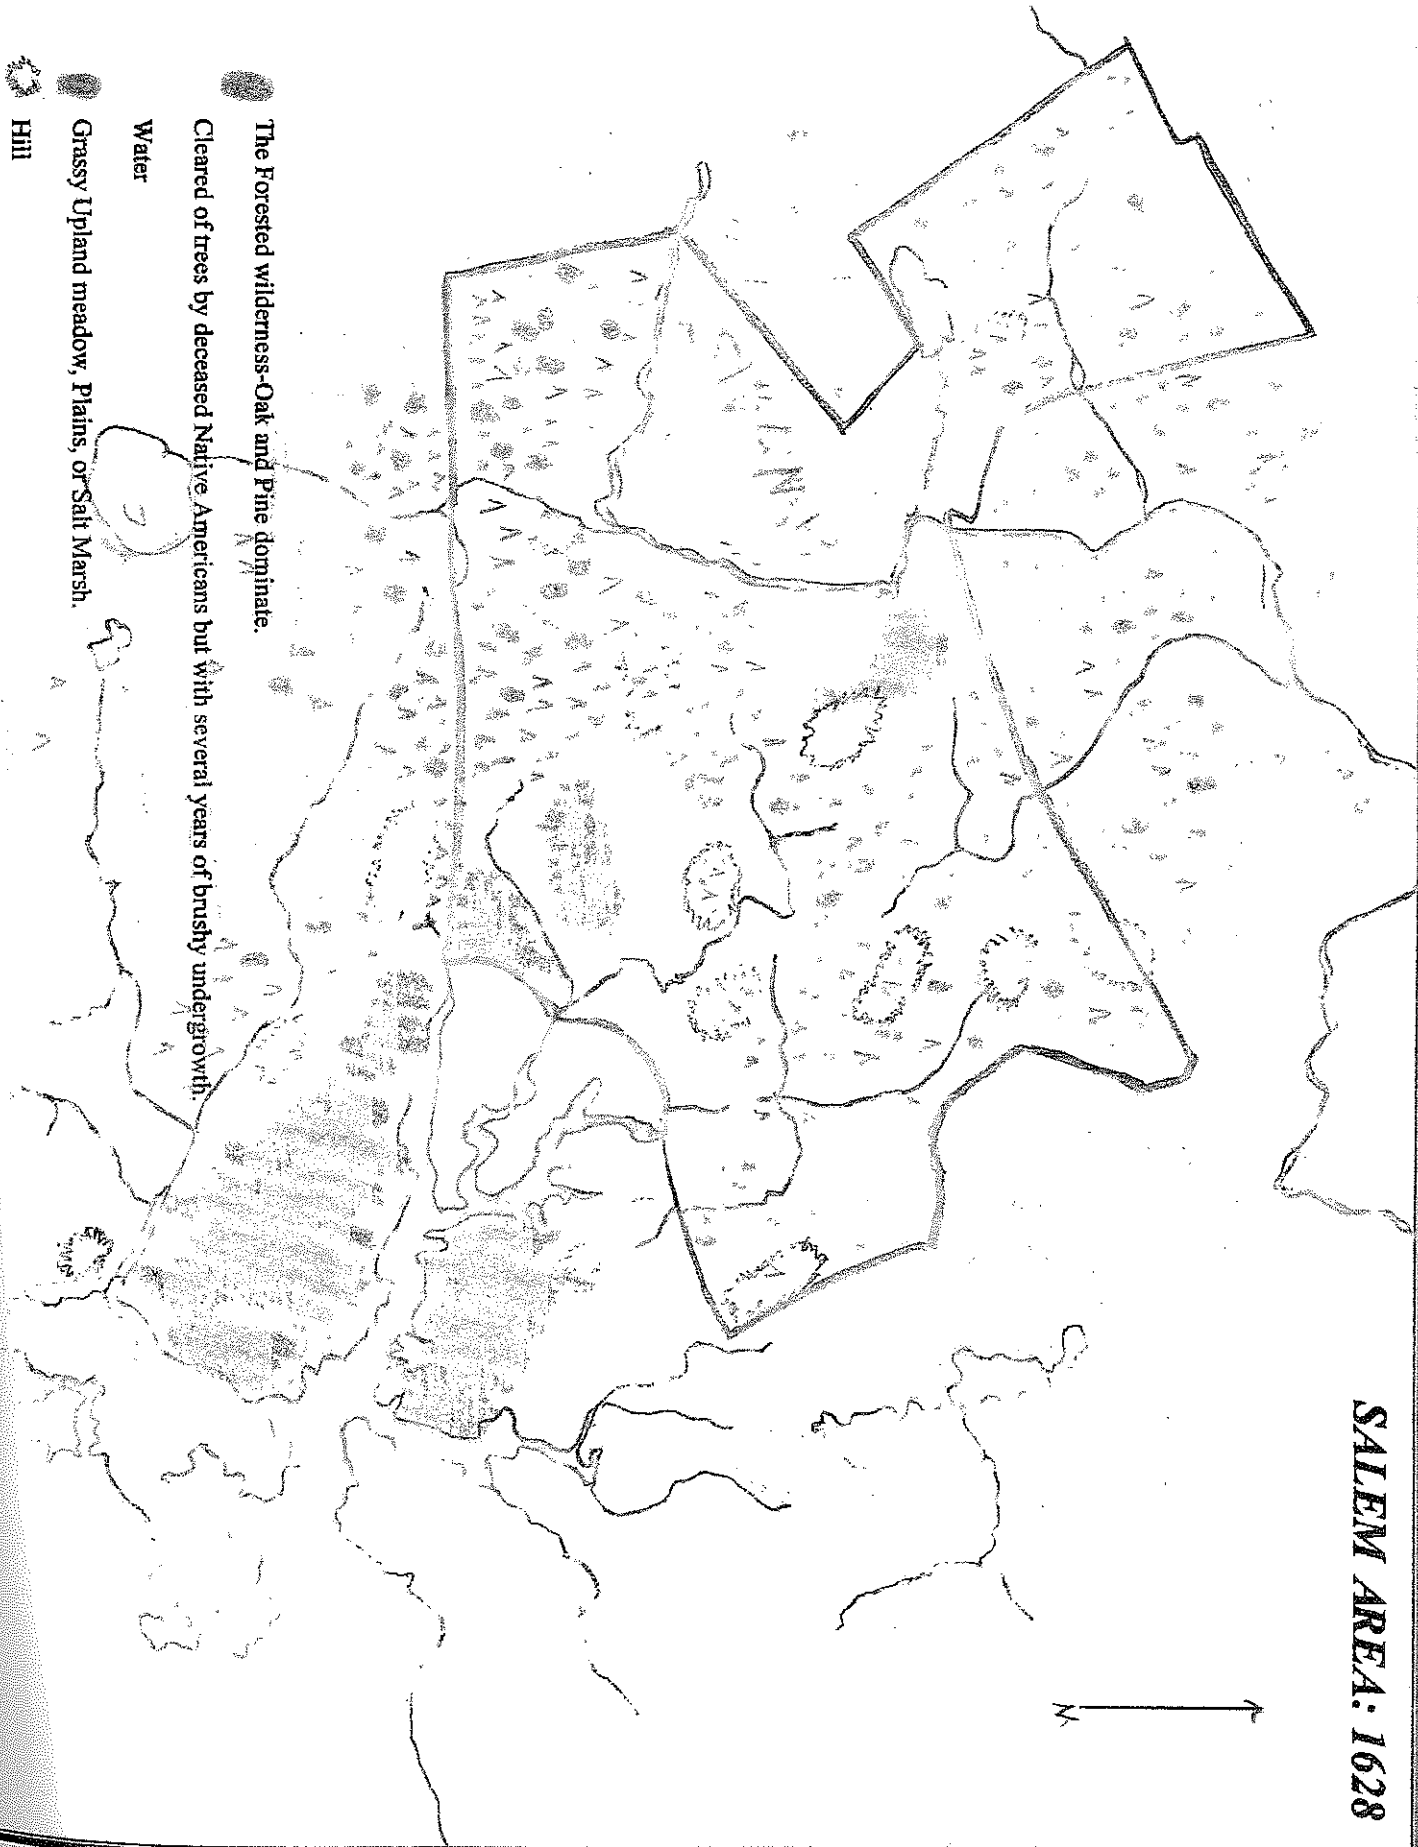 SALEM AREA: 1628
N
The Forested wilderness-Oak and Pine dominate.
Cleared of trees by deceased Native Americans but with several years of brushy undergrowth.
Water
Grassy Upland meadow, Plains, or Salt Marsh.
Hill